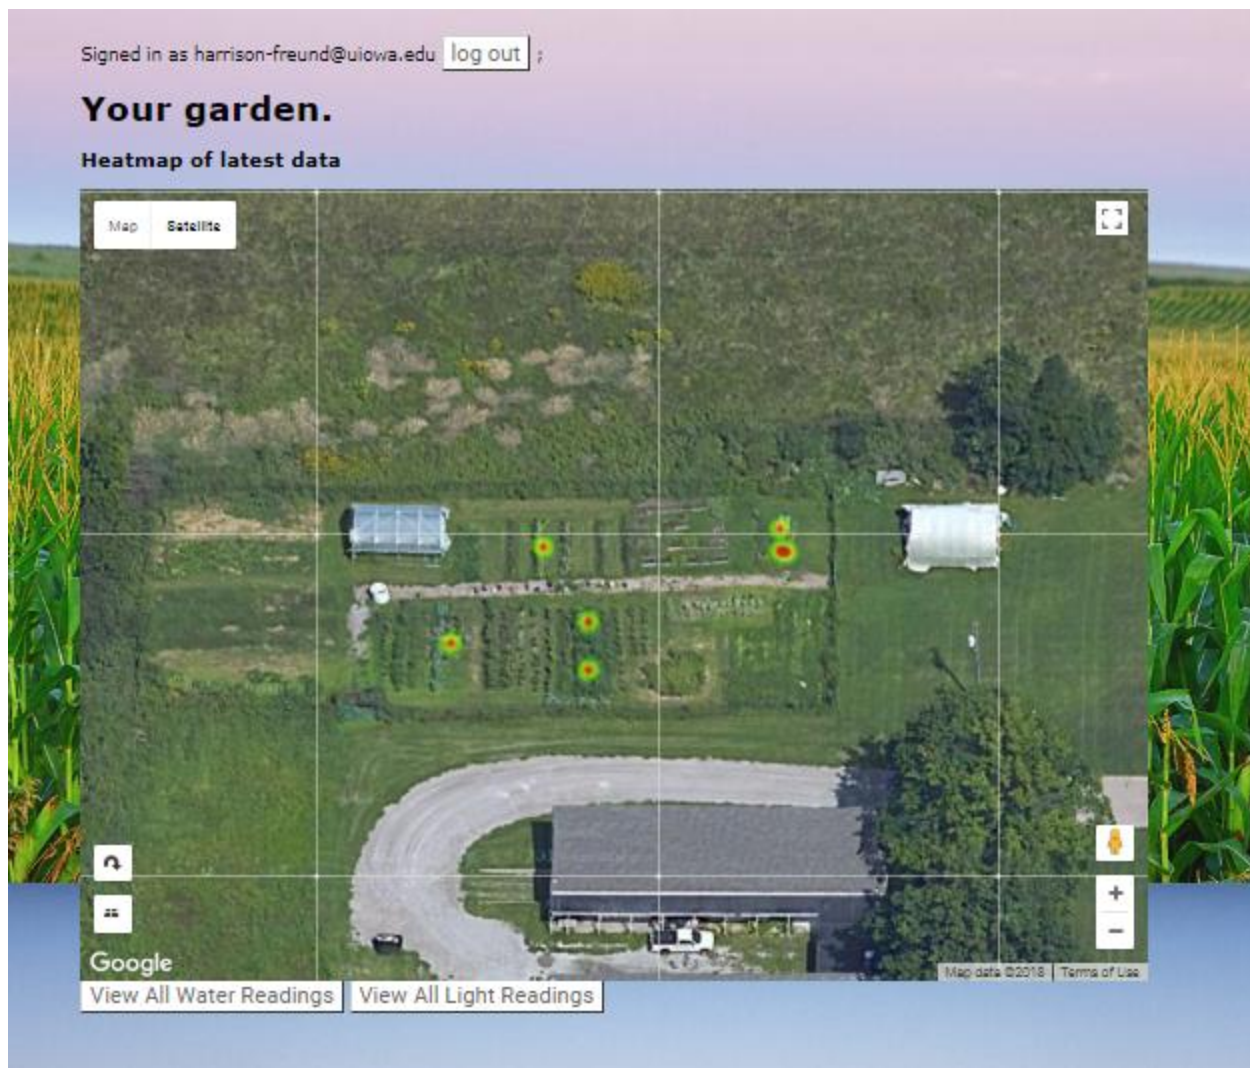 Signed in as harrison-freund@uiowa.edu log out ;
Your garden.
Heatmap of latest data
Map Satellite
Google
Map data ©2018 Terms of Use
View All Water Readings View All Light Readings